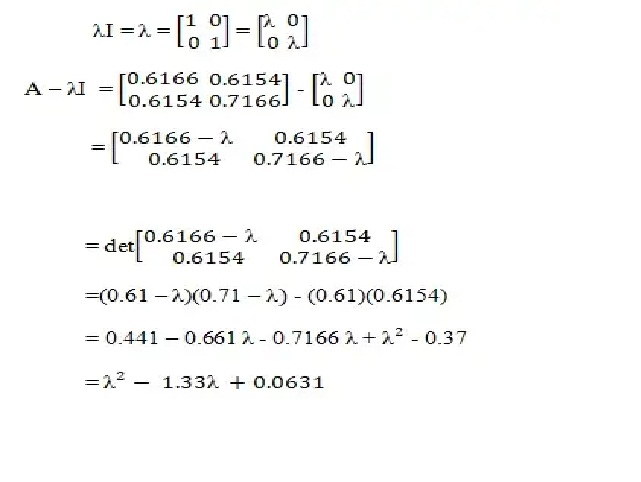 λI = λ = [1 0 = [λ 0
0 1] 0 λ]
A − λI = [0.6166 0.6154 - [λ 0
0.6154 0.7166] 0 λ]
= [0.6166 − λ 0.6154
0.6154 0.7166 − λ]
= det[0.6166 − λ 0.6154
0.6154 0.7166 − λ]
=(0.61 − λ)(0.71 − λ) - (0.61)(0.6154)
= 0.441 − 0.661 λ - 0.7166 λ + λ² - 0.37
= λ² − 1.33λ + 0.0631